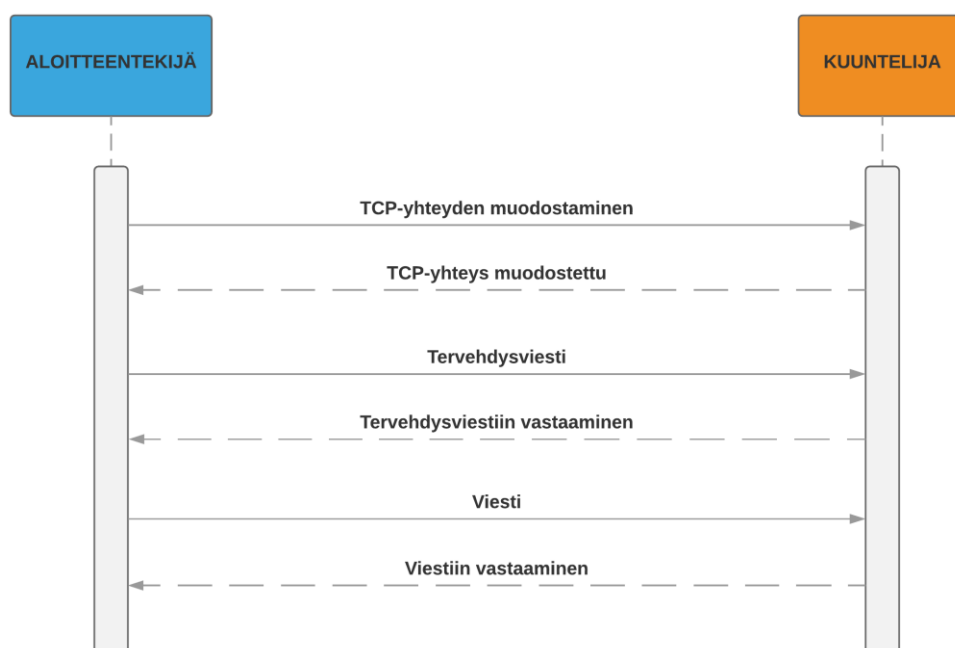 ALOITTEENTEKIJÄ
KUUNTELIJA
TCP-yhteyden muodostaminen
TCP-yhteys muodostettu
Tervehdysviesti
Tervehdysviestiin vastaaminen
Viesti
Viestiin vastaaminen